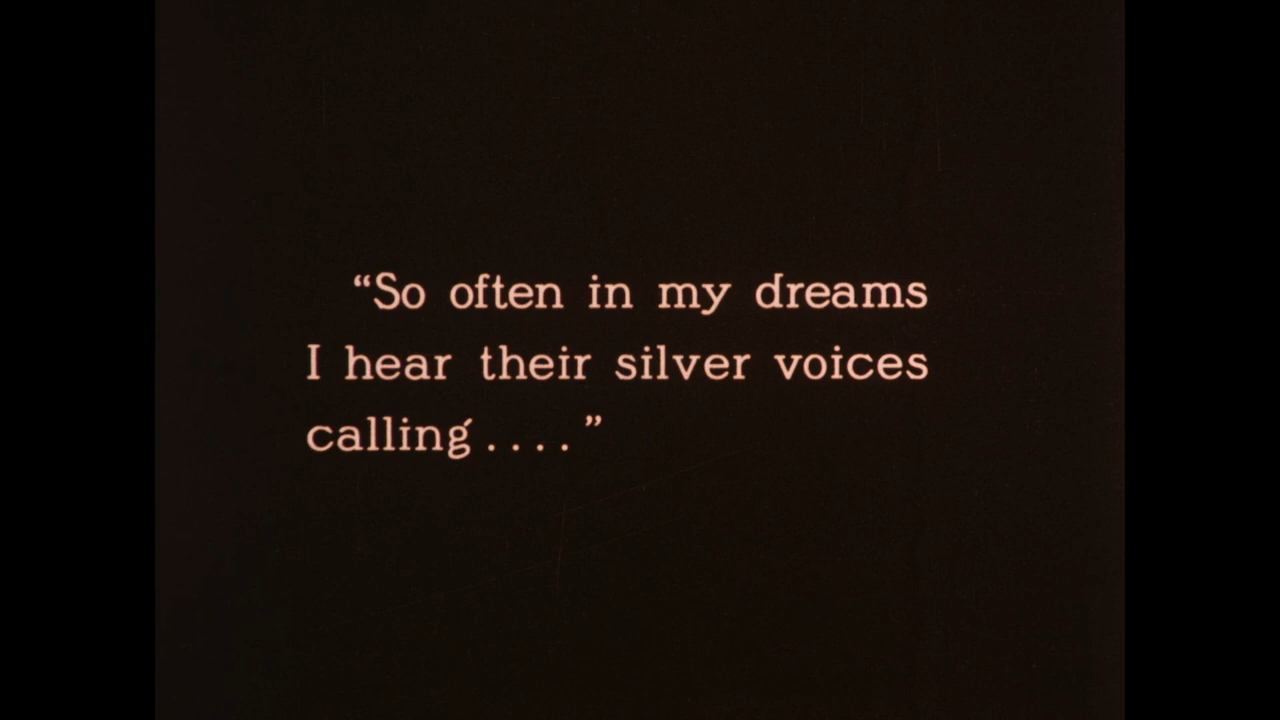 “So often in my dreams
I hear their silver voices
calling....”